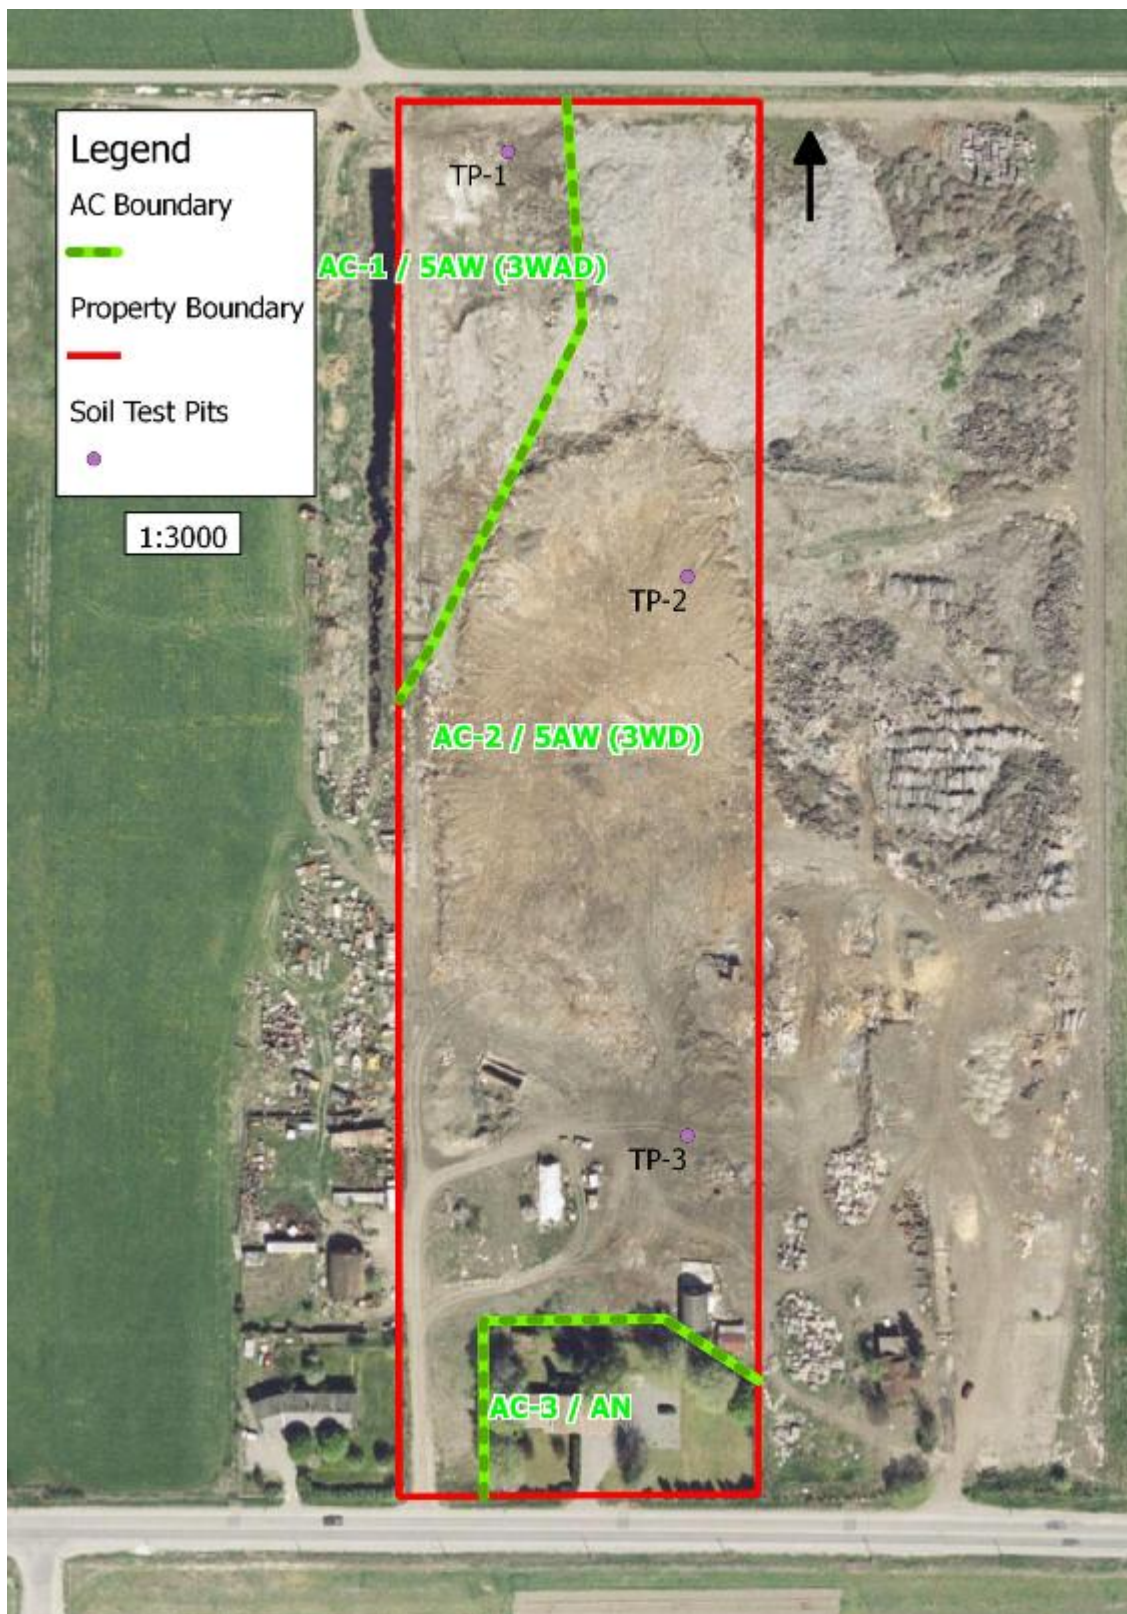 Legend
AC Boundary
Property Boundary
Soil Test Pits
1:3000
TP-1
AC-1 / 5AW (3WAD)
TP-2
AC-2 / 5AW (3WD)
TP-3
AC-3 / AN